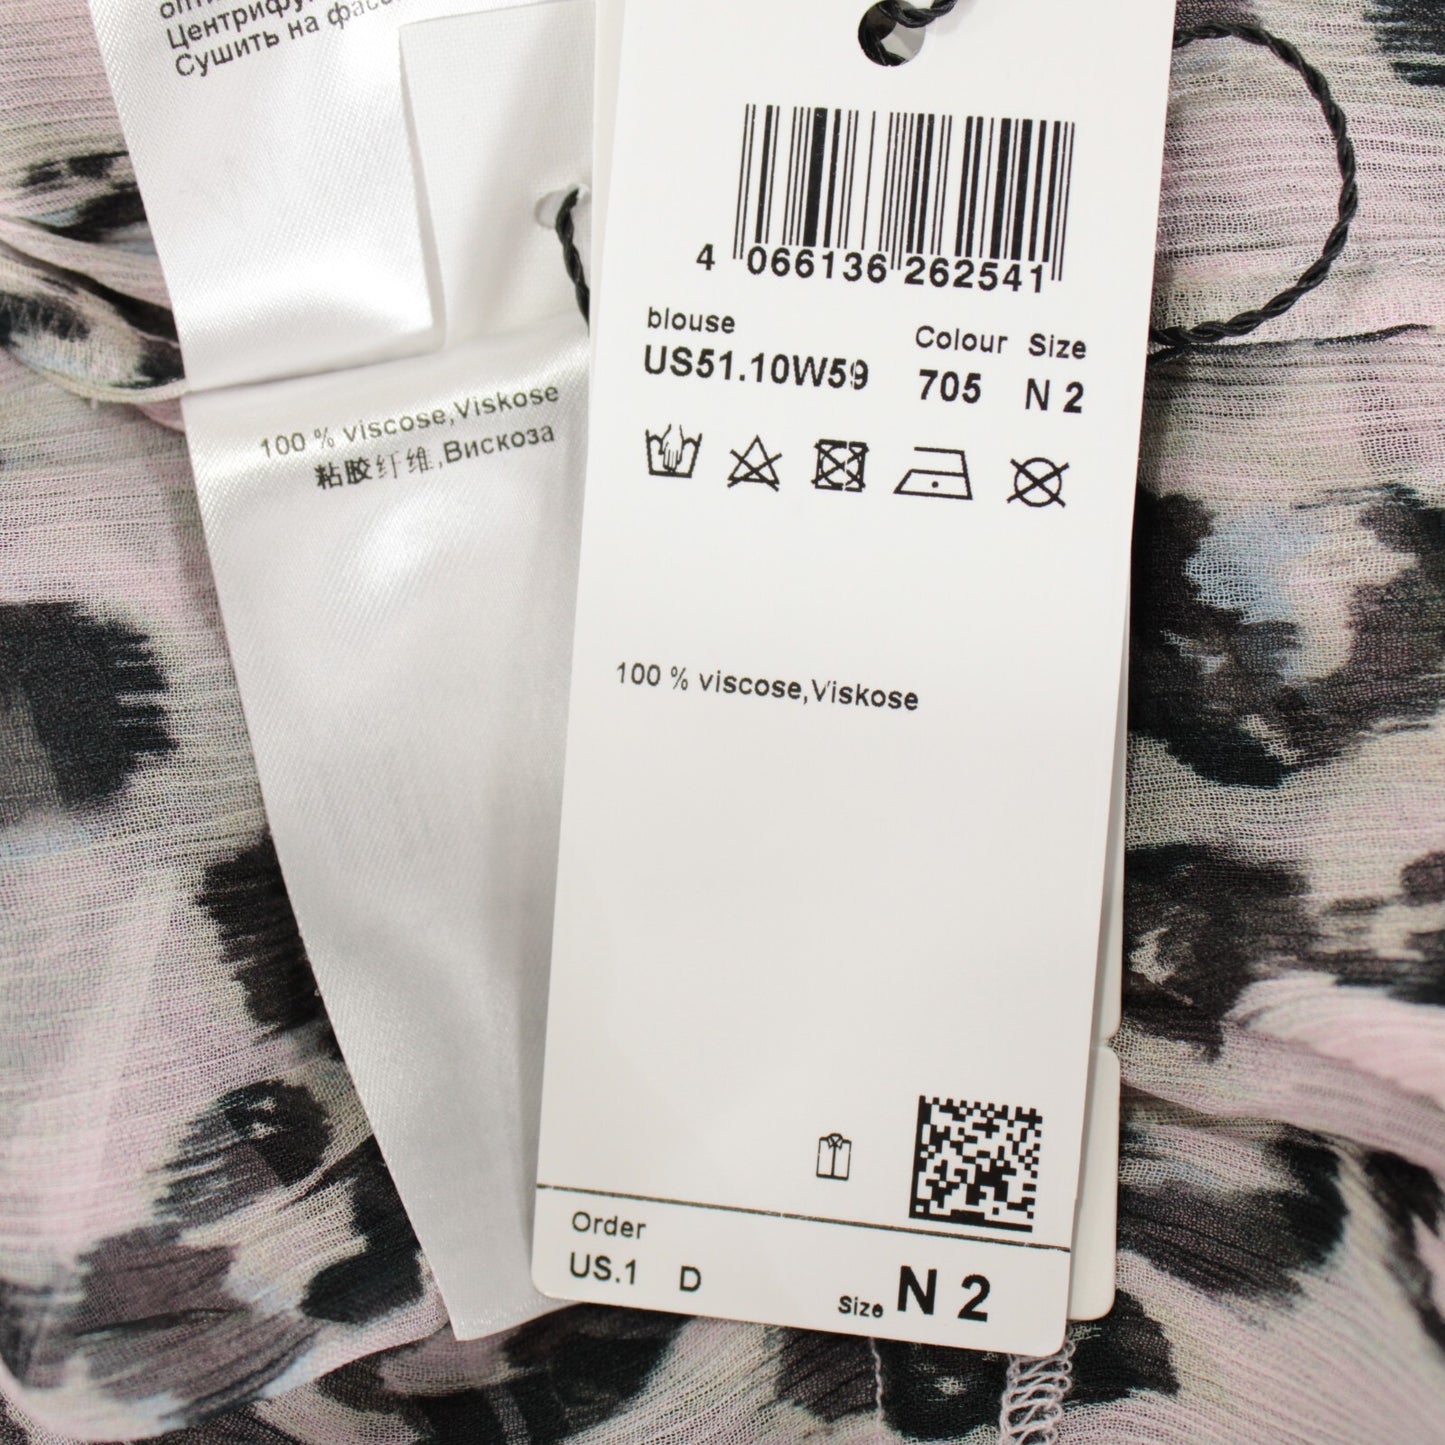 Центрифу
Сушить на фасо
100 % viscose,Viskose
粘胶纤维,Вискоза
4 066136 262541
blouse
US51.10W59
Colour Size
705 N 2
100 % viscose,Viskose
Order
US.1 D
Size N 2